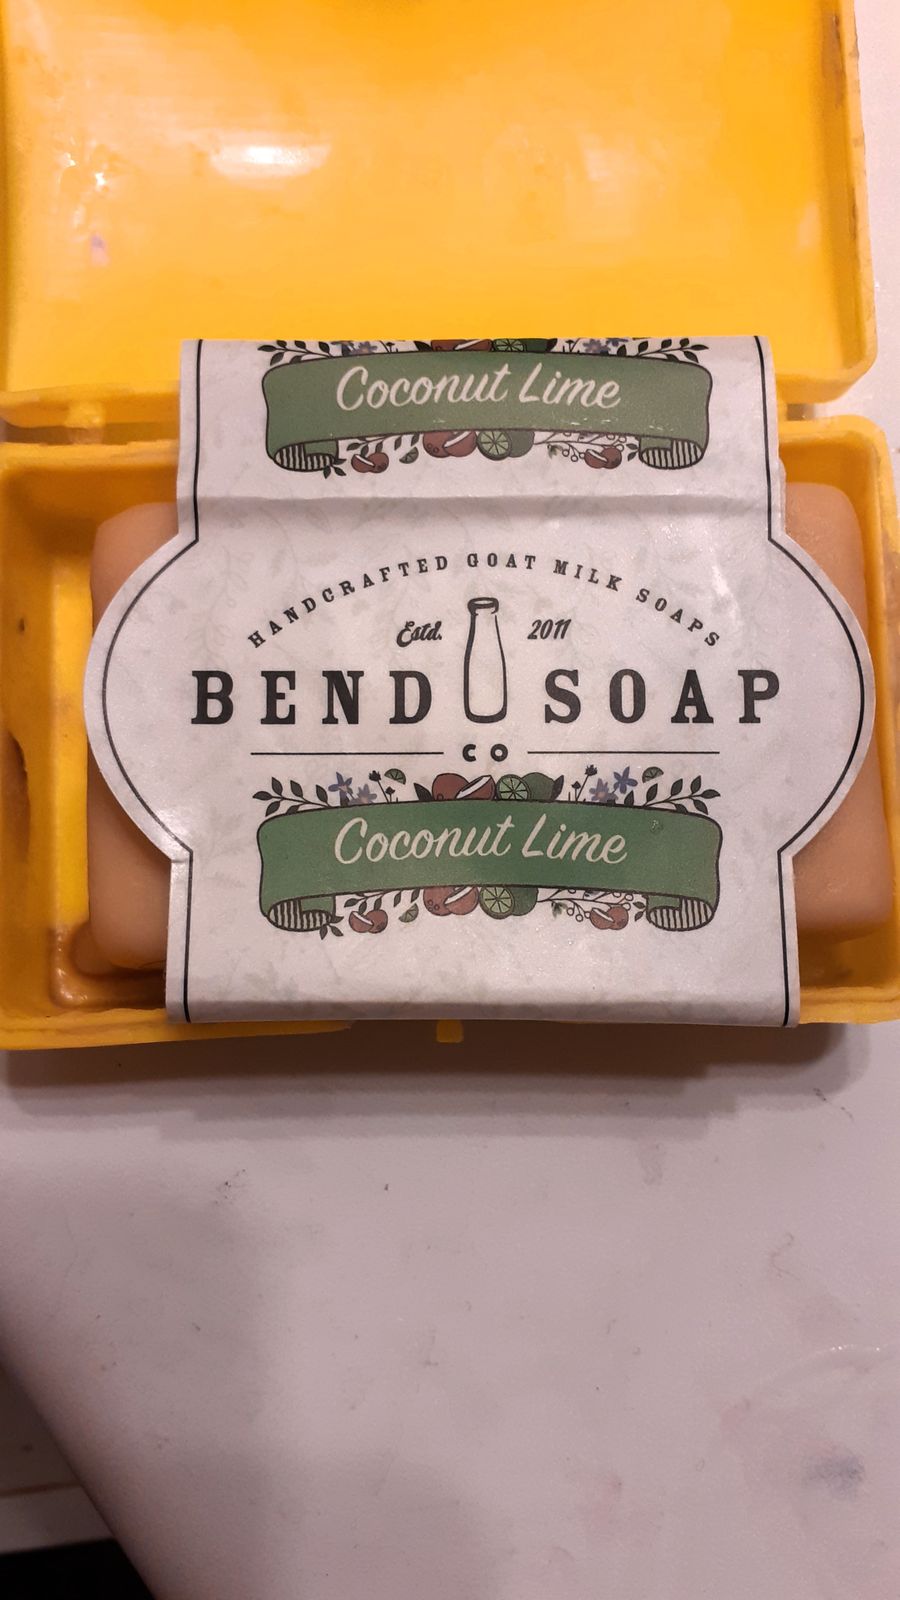 Coconut Lime
HANDCRAFTED GOAT MILK SOAPS
Estd. 2011
BEND SOAP
CO
Coconut Lime